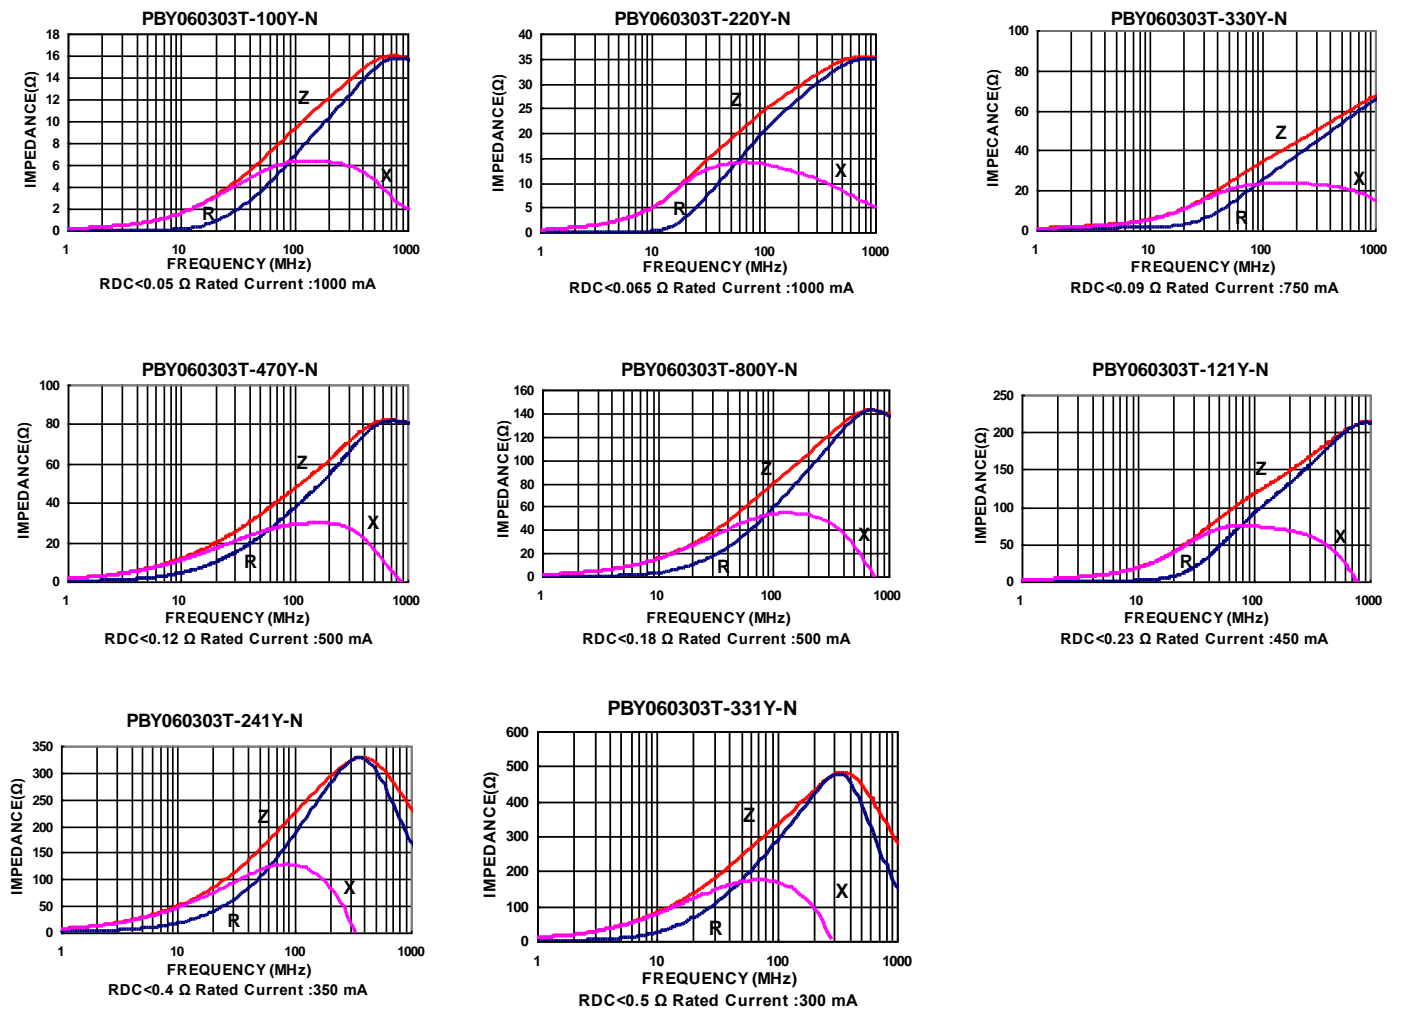 PBY060303T-100Y-N
IMPEDANCE(Ω)
18
16
14
12
10
8
6
4
2
0
Z
X
R
1 10 100 1000
FREQUENCY (MHz)
RDC<0.05 Ω Rated Current :1000 mA
PBY060303T-220Y-N
IMPEDANCE(Ω)
40
35
30
25
20
15
10
5
0
Z
X
R
1 10 100 1000
FREQUENCY (MHz)
RDC<0.065 Ω Rated Current :1000 mA
PBY060303T-330Y-N
IMPECANCE(Ω)
100
80
60
40
20
0
Z
X
R
1 10 100 1000
FREQUENCY (MHz)
RDC<0.09 Ω Rated Current :750 mA
PBY060303T-470Y-N
IMPEDANCE(Ω)
100
80
60
40
20
0
Z
X
R
1 10 100 1000
FREQUENCY (MHz)
RDC<0.12 Ω Rated Current :500 mA
PBY060303T-800Y-N
IMPEDANCE(Ω)
160
140
120
100
80
60
40
20
0
Z
X
R
1 10 100 1000
FREQUENCY (MHz)
RDC<0.18 Ω Rated Current :500 mA
PBY060303T-121Y-N
IMPEDANCE(Ω)
250
200
150
100
50
0
Z
X
R
1 10 100 1000
FREQUENCY (MHz)
RDC<0.23 Ω Rated Current :450 mA
PBY060303T-241Y-N
IMPEDANCE(Ω)
350
300
250
200
150
100
50
0
Z
X
R
1 10 100 1000
FREQUENCY (MHz)
RDC<0.4 Ω Rated Current :350 mA
PBY060303T-331Y-N
IMPEDANCE(Ω)
600
500
400
300
200
100
0
Z
X
R
1 10 100 1000
FREQUENCY (MHz)
RDC<0.5 Ω Rated Current :300 mA